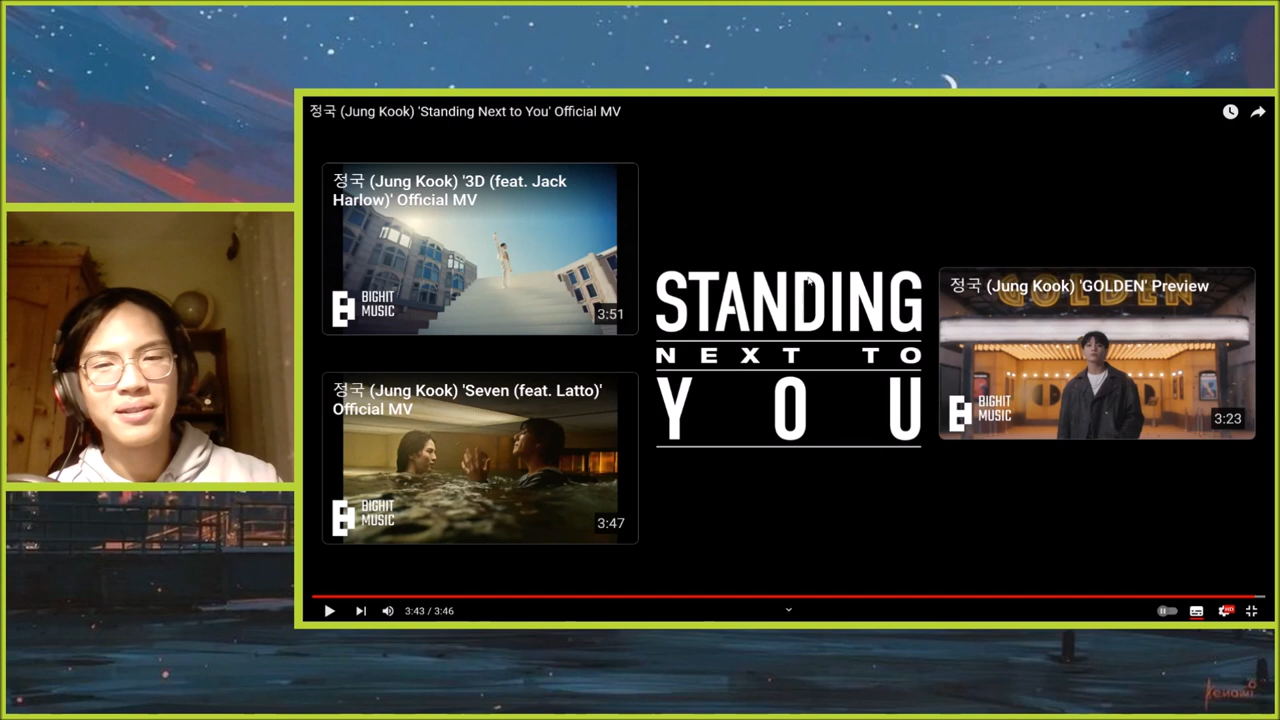 정국 (Jung Kook) 'Standing Next to You' Official MV
정국 (Jung Kook) '3D (feat. Jack
Harlow)' Official MV
BIGHIT
MUSIC
3:51
정국 (Jung Kook) 'Seven (feat. Latto)'
Official MV
BIGHIT
MUSIC
3:47
STANDING
NEXT TO
YOU
GOLDEN
정국 (Jung Kook) 'GOLDEN' Preview
BIGHIT
MUSIC
3:23
3:43 / 3:46
HD